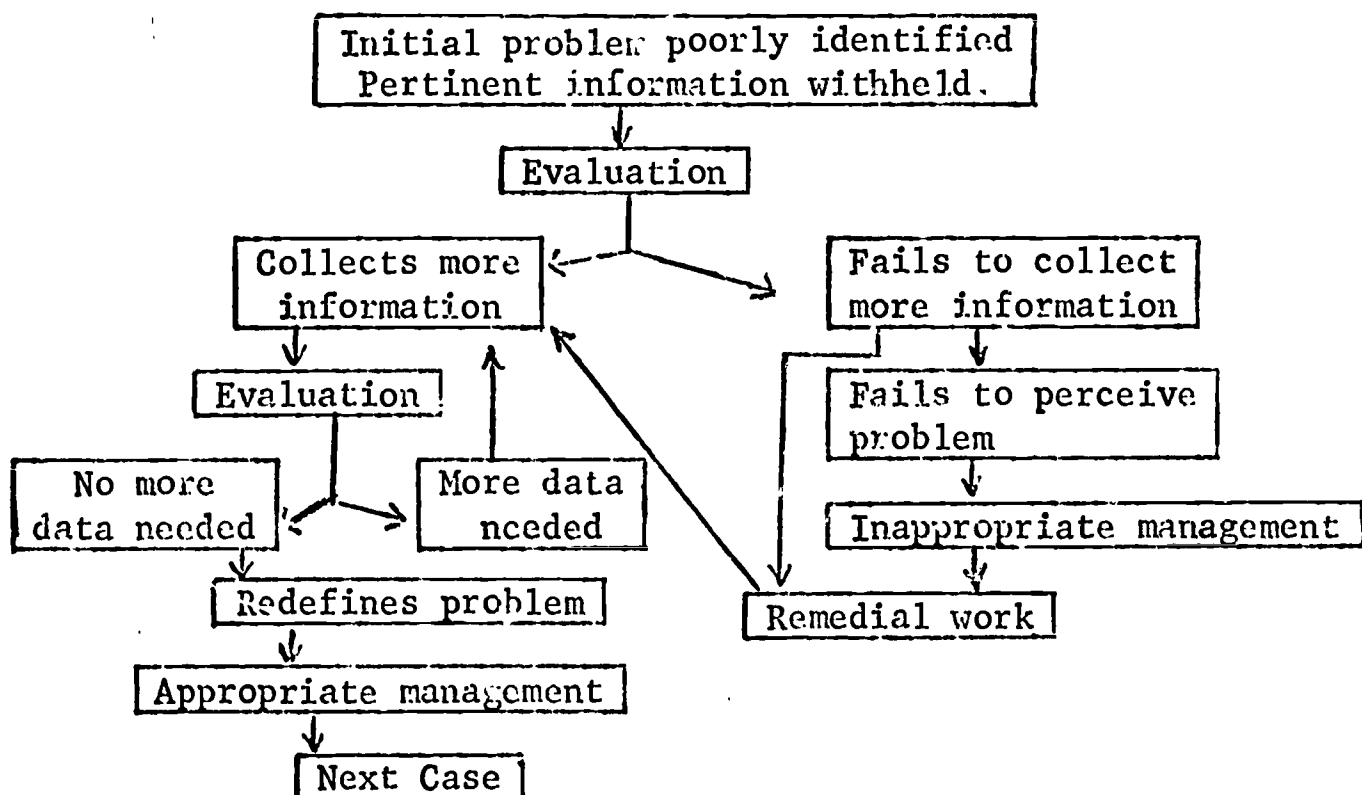 Initial problem poorly identified
Pertinent information withheld.
Evaluation
Collects more
information
Fails to collect
more information
Evaluation
Fails to perceive
problem
No more
data needed
More data
needed
Inappropriate management
Redefines problem
Remedial work
Appropriate management
Next Case